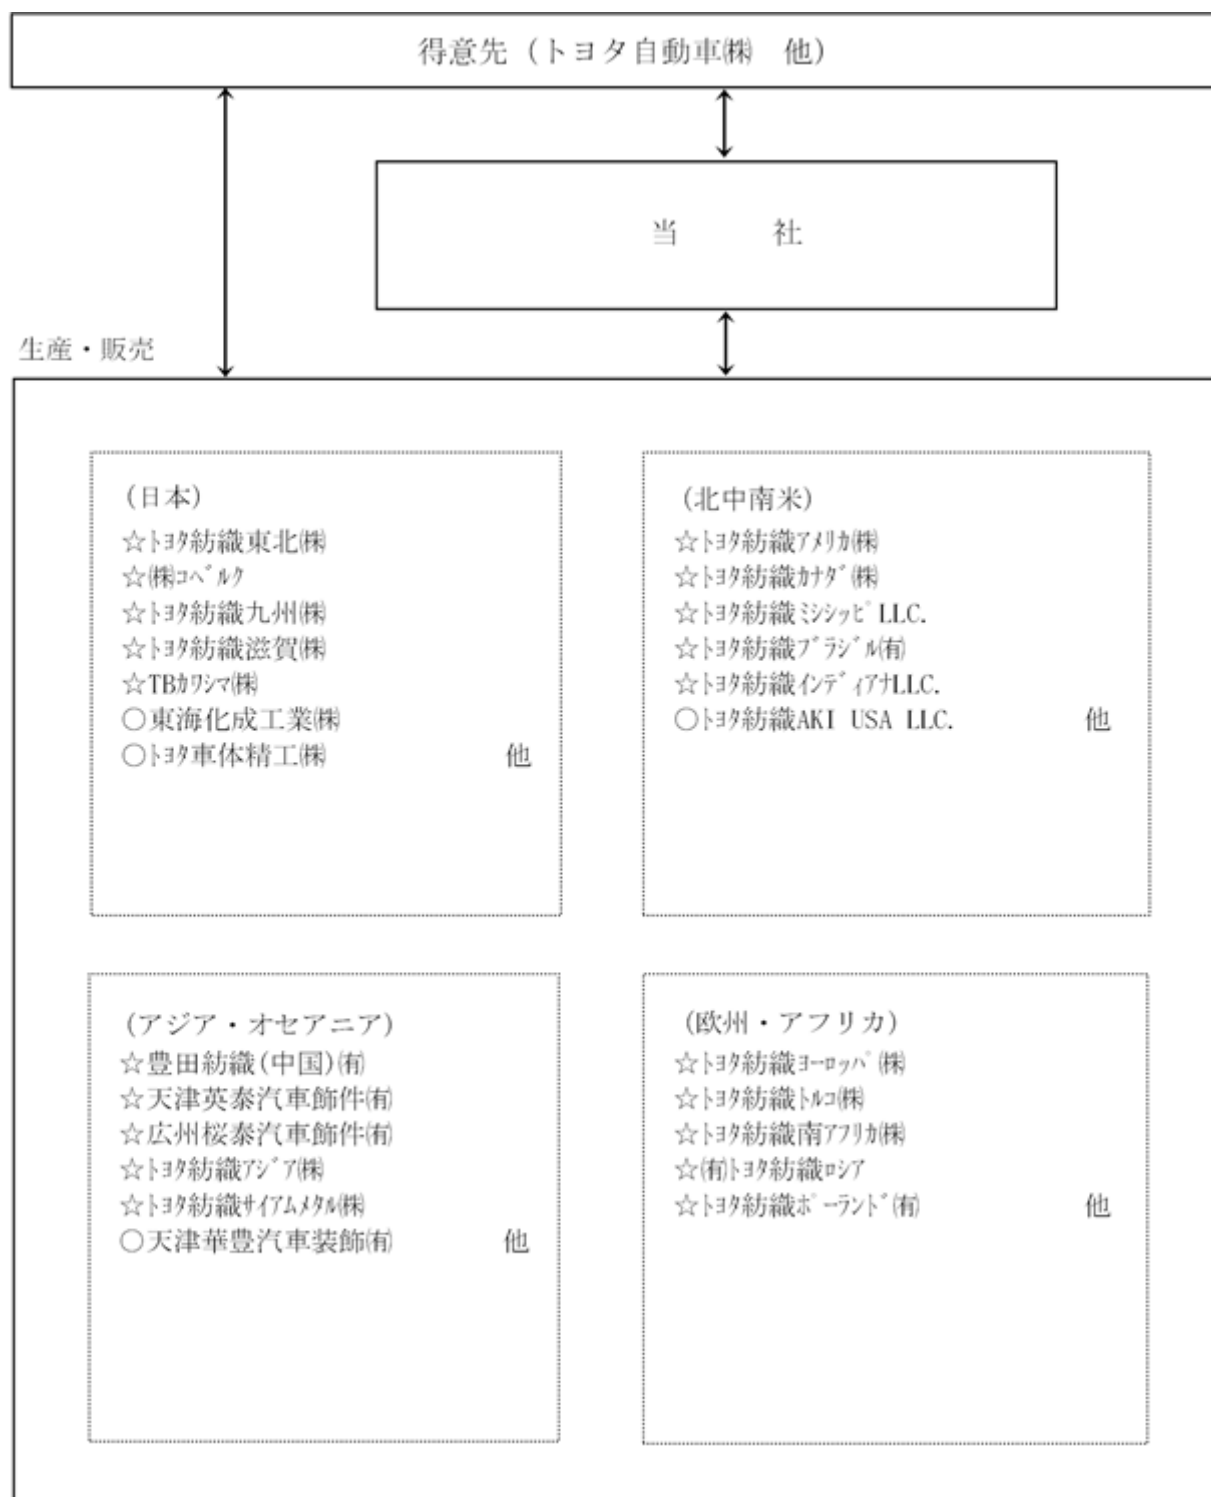 得意先（トヨタ自動車㈱　他）
当　　　社
生産・販売
（日本）
☆ﾄﾖﾀ紡織東北㈱
☆㈱ｺﾍﾞﾙｸ
☆ﾄﾖﾀ紡織九州㈱
☆ﾄﾖﾀ紡織滋賀㈱
☆TBｶﾜｼﾏ㈱
○東海化成工業㈱
○ﾄﾖﾀ車体精工㈱　他
（北中南米）
☆ﾄﾖﾀ紡織ｱﾒﾘｶ㈱
☆ﾄﾖﾀ紡織ｶﾅﾀﾞ㈱
☆ﾄﾖﾀ紡織ﾐｼｼｯﾋﾟLLC.
☆ﾄﾖﾀ紡織ﾌﾞﾗｼﾞﾙ㈲
☆ﾄﾖﾀ紡織ｲﾝﾃﾞｨｱﾅLLC.
○ﾄﾖﾀ紡織AKI USA LLC.　他
（アジア・オセアニア）
☆豊田紡織(中国)㈲
☆天津英泰汽車飾件㈲
☆広州桜泰汽車飾件㈲
☆ﾄﾖﾀ紡織ｱｼﾞｱ㈱
☆ﾄﾖﾀ紡織ｻｲｱﾑﾒﾀﾙ㈱
○天津華豊汽車装飾㈲　他
（欧州・アフリカ）
☆ﾄﾖﾀ紡織ﾖｰﾛｯﾊﾟ㈱
☆ﾄﾖﾀ紡織ﾄﾙｺ㈱
☆ﾄﾖﾀ紡織南ｱﾌﾘｶ㈱
☆㈲ﾄﾖﾀ紡織ﾛｼｱ
☆ﾄﾖﾀ紡織ﾎﾟｰﾗﾝﾄﾞ㈲　他